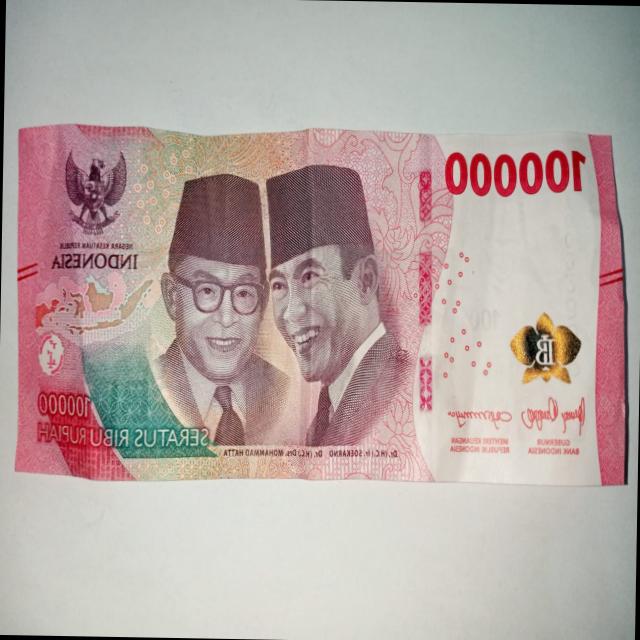 100000
NEGARA KESATUAN REPUBLIK
INDONESIA
100000
SERATUS RIBU RUPIAH
Dr. (H.C.) Ir. SOEKARNO Dr. (H.C.) Drs. MOHAMMAD HATTA
GUBERNUR
BANK INDONESIA
MENTERI KEUANGAN
REPUBLIK INDONESIA
100